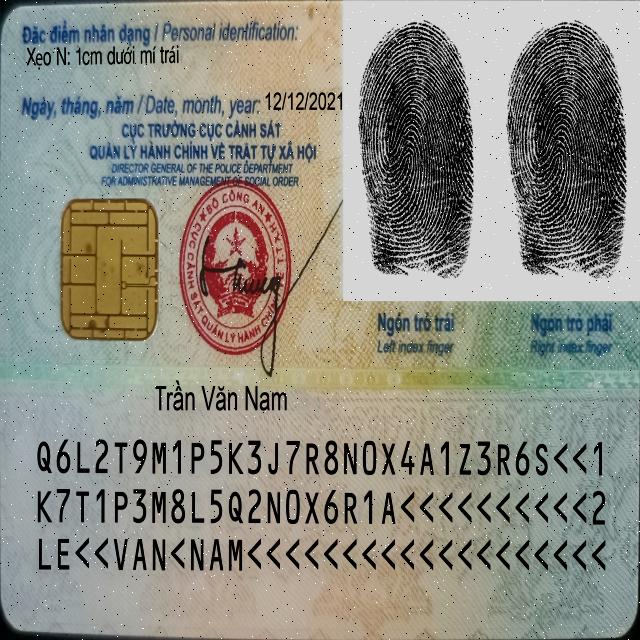 Đặc điểm nhân dạng / Personal identification:
Xẹo N: 1cm dưới mí trái
Ngày, tháng, năm / Date, month, year: 12/12/2021
CỤC TRƯỞNG CỤC CẢNH SÁT
QUẢN LÝ HÀNH CHÍNH VỀ TRẬT TỰ XÃ HỘI
DIRECTOR GENERAL OF THE POLICE DEPARTMENT
FOR ADMINISTRATIVE MANAGEMENT OF SOCIAL ORDER
BỘ CÔNG AN
CỤC CẢNH SÁT QUẢN LÝ HÀNH CHÍNH
Ngón trỏ trái
Left index finger
Ngón trỏ phải
Right index finger
Trần Văn Nam
Q6L2T9M1P5K3J7R8N0X4A1Z3R6S<<1
K7T1P3M8L5Q2N0X6R1A<<<<<<<<<<2
LE<<VAN<NAM<<<<<<<<<<<<<<<<<<<